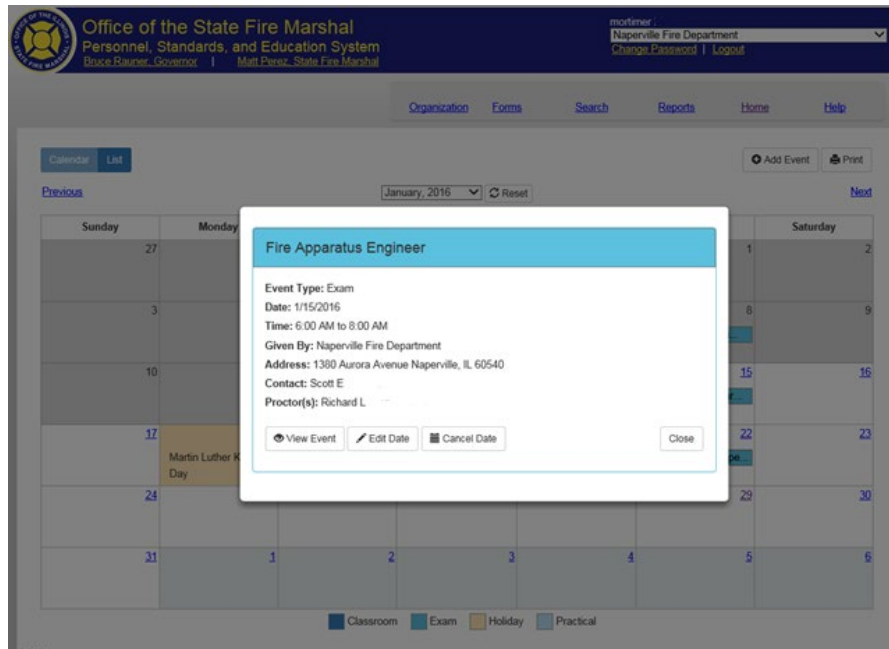 Office of the State Fire Marshal
Personnel, Standards, and Education System
Bruce Rauner, Governor | Matt Perez, State Fire Marshal
mortimer
Naperville Fire Department
Change Password | Logout
Organization Forms Search Reports Home Help
Calendar List
Add Event Print
Previous January, 2016 Reset Next
Sunday Monday Saturday
27 1 2
3 8 9
10 15 16
17 22 23
Martin Luther K
Day
24 29 30
31 1 2 3 4 5 6
Fire Apparatus Engineer
Event Type: Exam
Date: 1/15/2016
Time: 6:00 AM to 8:00 AM
Given By: Naperville Fire Department
Address: 1380 Aurora Avenue Naperville, IL 60540
Contact: Scott E
Proctor(s): Richard L
View Event Edit Date Cancel Date Close
Classroom Exam Holiday Practical